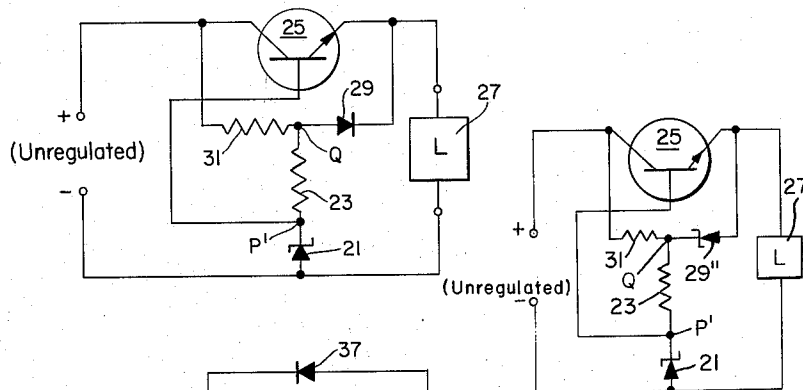 25
29
+
(Unregulated)
-
31
Q
23
P'
21
27
L
25
+
(Unregulated)
-
31
Q
29"
23
P'
21
27
L
37